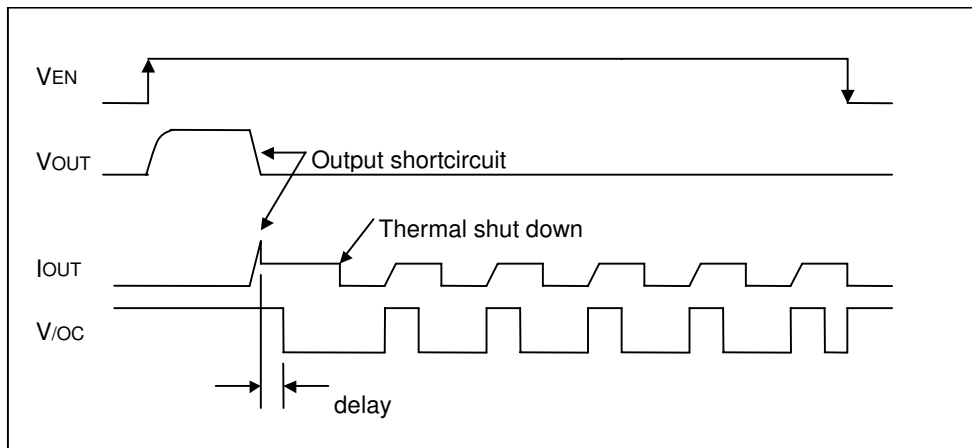 VEN
VOUT
Output shortcircuit
Thermal shut down
IOUT
V/OC
delay